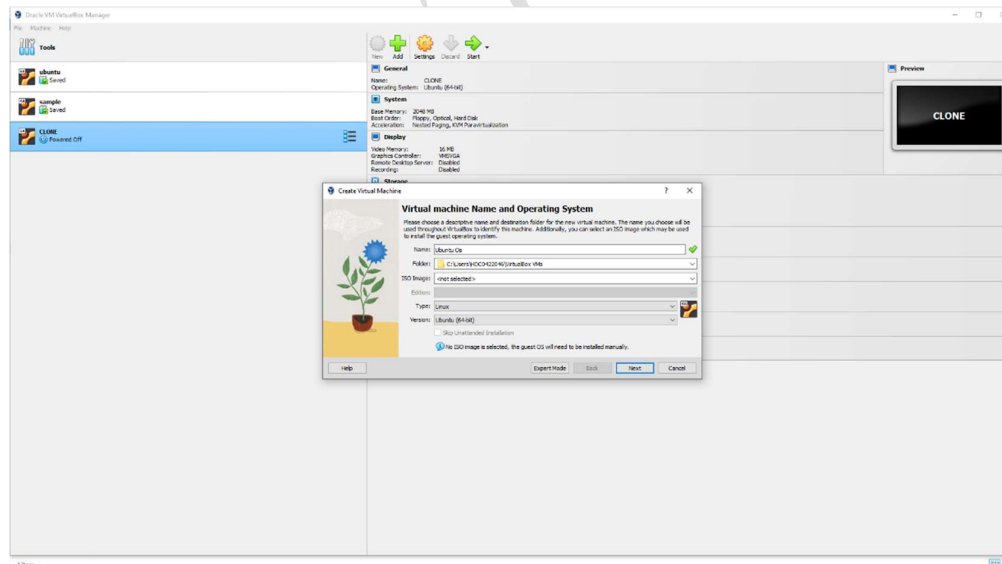 Oracle VM VirtualBox Manager
File Machine Help
Tools
New Add Settings Discard Start
ubuntu
Saved
sample
Saved
CLONE
Powered Off
General
Name: CLONE
Operating System: Ubuntu (64-bit)
System
Base Memory: 2048 MB
Boot Order: Floppy, Optical, Hard Disk
Acceleration: Nested Paging, KVM Paravirtualization
Display
Video Memory: 16 MB
Graphics Controller: VMSVGA
Remote Desktop Server: Disabled
Recording: Disabled
Storage
Preview
CLONE
Create Virtual Machine ? X
Virtual machine Name and Operating System
Please choose a descriptive name and destination folder for the new virtual machine. The name you choose will be
used throughout VirtualBox to identify this machine. Additionally, you can select an ISO image which may be used
to install the guest operating system.
Name: Ubuntu Os
Folder:
ISO Image: <not selected>
Edition:
Type: Linux
Version: Ubuntu (64-bit)
Skip Unattended Installation
No ISO image is selected, the guest OS will need to be installed manually.
Help Expert Mode Back Next Cancel